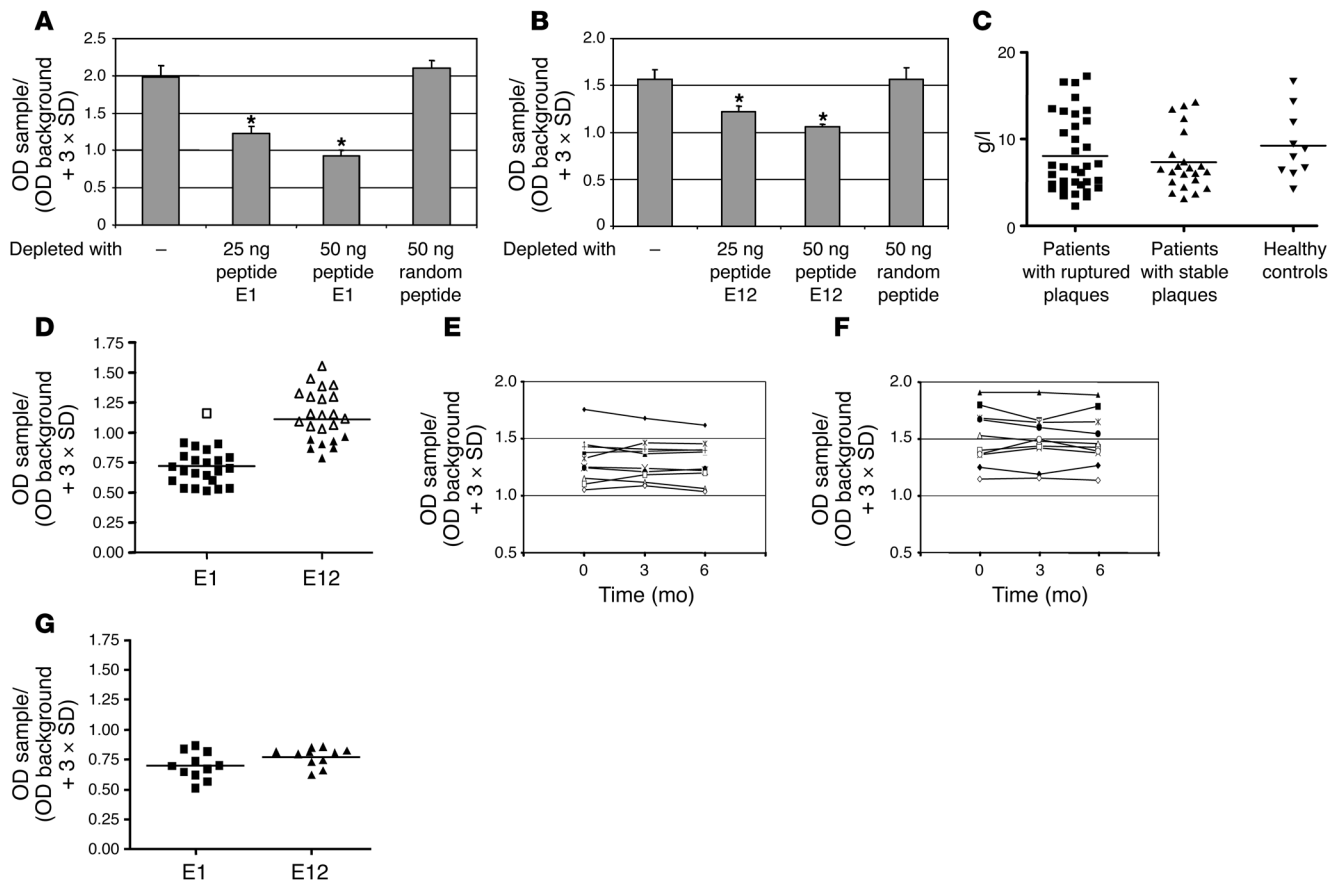 A
OD sample/
(OD background
+ 3 × SD)
2.5
2.0
1.5
1.0
0.5
0
*
*
Depleted with
–
25 ng
peptide
E1
50 ng
peptide
E1
50 ng
random
peptide
B
OD sample/
(OD background
+ 3 × SD)
2.0
1.5
1.0
0.5
0
*
*
Depleted with
–
25 ng
peptide
E12
50 ng
peptide
E12
50 ng
random
peptide
C
g/l
20
10
0
Patients
with ruptured
plaques
Patients
with stable
plaques
Healthy
controls
D
OD sample/
(OD background
+ 3 × SD)
1.75
1.50
1.25
1.00
0.75
0.50
0.25
0.00
E1
E12
E
OD sample/
(OD background
+ 3 × SD)
2.0
1.5
1.0
0.5
0
3
6
Time (mo)
F
OD sample/
(OD background
+ 3 × SD)
2.0
1.5
1.0
0.5
0
3
6
Time (mo)
G
OD sample/
(OD background
+ 3 × SD)
1.75
1.50
1.25
1.00
0.75
0.50
0.25
0.00
E1
E12